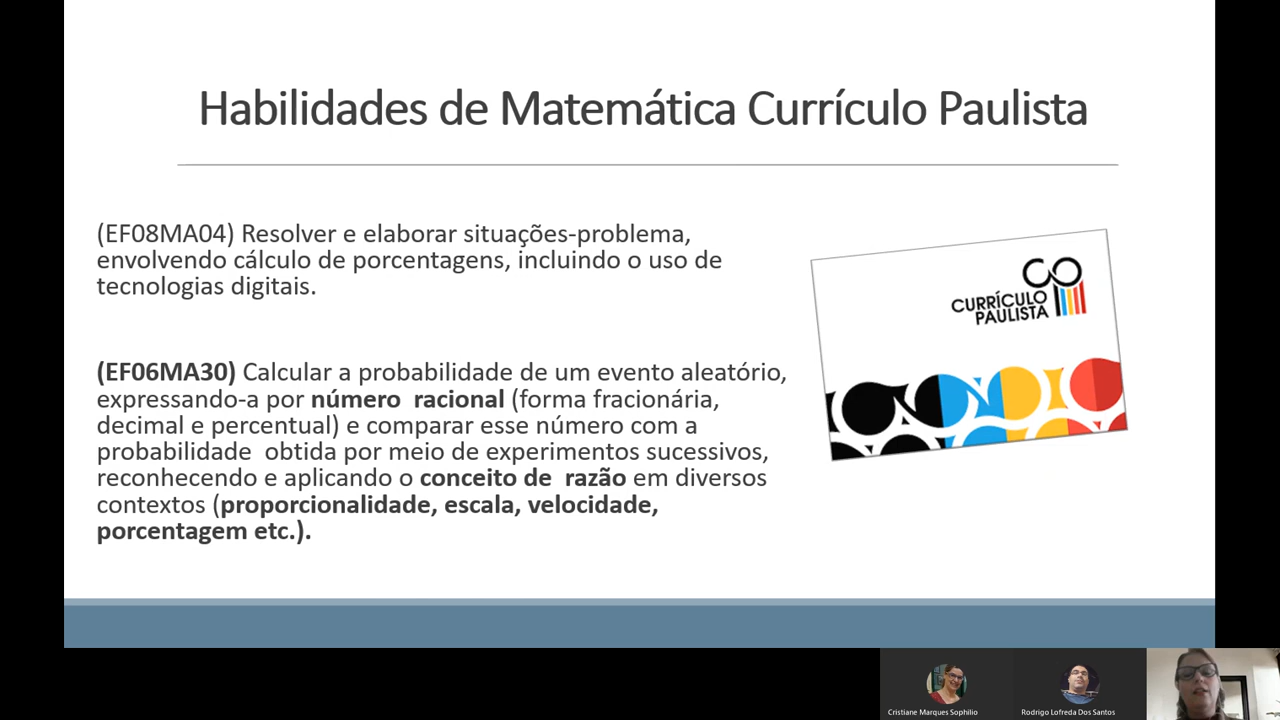 Habilidades de Matemática Currículo Paulista
(EF08MA04) Resolver e elaborar situações-problema,
envolvendo cálculo de porcentagens, incluindo o uso de
tecnologias digitais.
CURRÍCULO
PAULISTA
(EF06MA30) Calcular a probabilidade de um evento aleatório,
expressando-a por número racional (forma fracionária,
decimal e percentual) e comparar esse número com a
probabilidade obtida por meio de experimentos sucessivos,
reconhecendo e aplicando o conceito de razão em diversos
contextos (proporcionalidade, escala, velocidade,
porcentagem etc.).
Cristiane Marques Sophilio
Rodrigo Lofreda Dos Santos